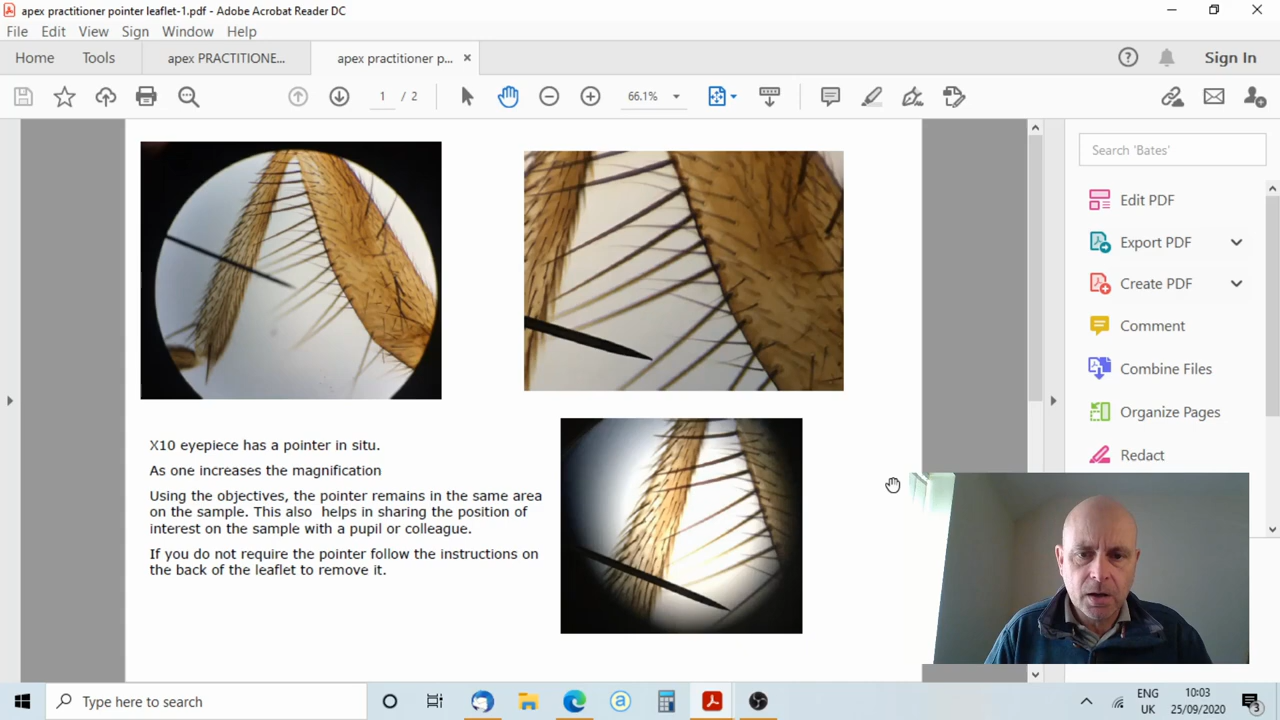 apex practitioner pointer leaflet-1.pdf - Adobe Acrobat Reader DC
File Edit View Sign Window Help
Home Tools apex PRACTITIONE... apex practitioner p... Sign In
1 / 2 66.1%
Search 'Bates'
Edit PDF
Export PDF
Create PDF
Comment
Combine Files
Organize Pages
Redact
X10 eyepiece has a pointer in situ.
As one increases the magnification
Using the objectives, the pointer remains in the same area
on the sample. This also helps in sharing the position of
interest on the sample with a pupil or colleague.
If you do not require the pointer follow the instructions on
the back of the leaflet to remove it.
Type here to search
ENG
UK
10:03
25/09/2020
3